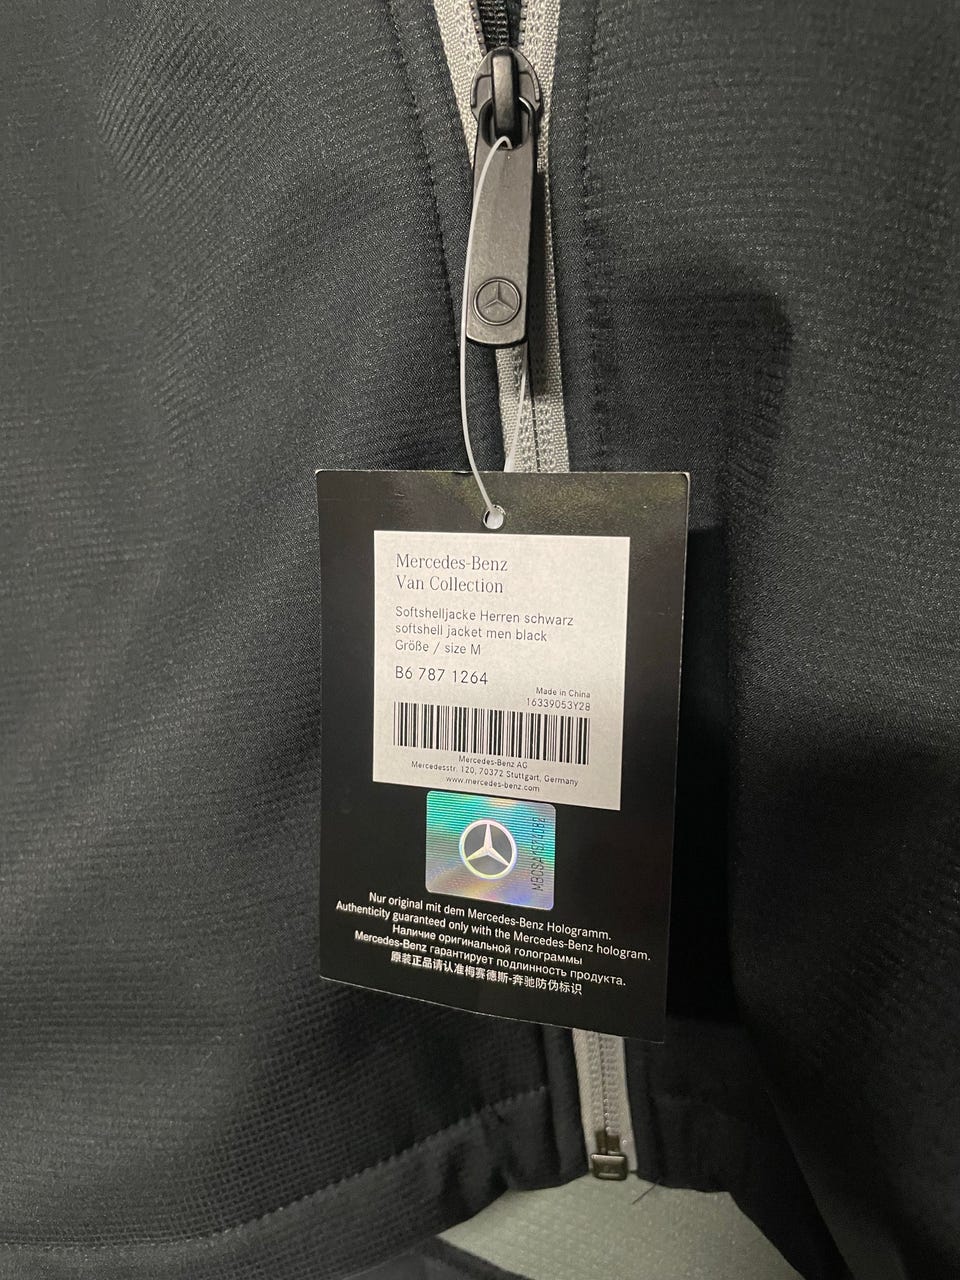 Mercedes-Benz
Van Collection
Softshelljacke Herren schwarz
softshell jacket men black
Größe / size M
B6 787 1264
Made in China
16339053Y28
Mercedes-Benz AG
Mercedesstr. 120, 70372 Stuttgart, Germany
www.mercedes-benz.com
Nur original mit dem Mercedes-Benz Hologramm.
Authenticity guaranteed only with the Mercedes-Benz hologram.
Наличие оригинальной голограммы
Mercedes-Benz гарантирует подлинность продукта.
原装正品请认准梅赛德斯-奔驰防伪标识